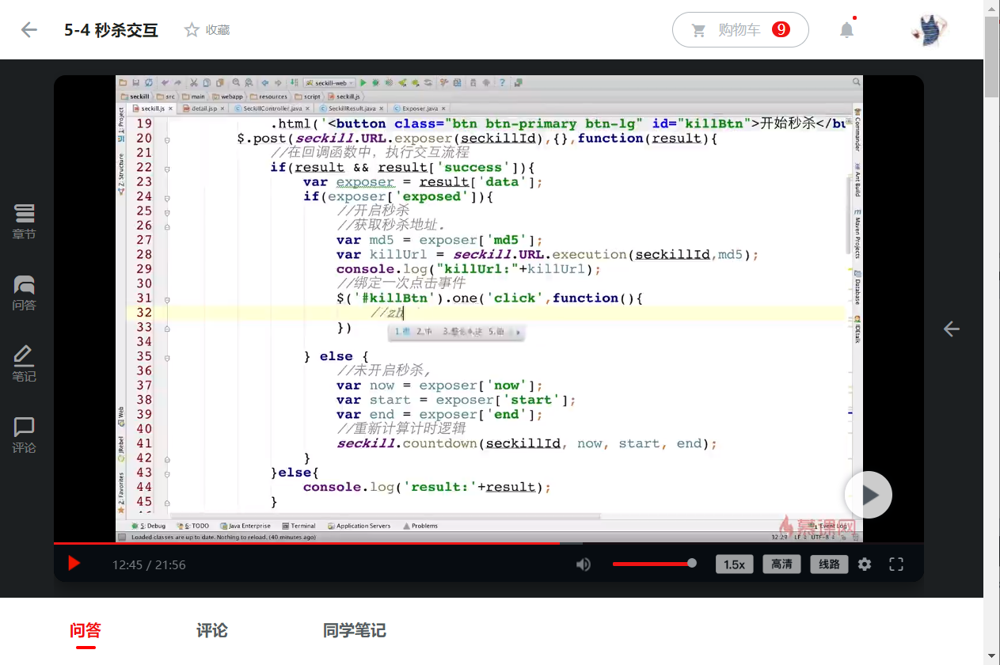 5-4 秒杀交互
收藏
购物车 9
seckill-web
seckill src main webapp resources script seckill.js
seckill.js detail.jsp SeckillController.java SeckillResult.java Exposer.java
1: Project
Z: Structure
Web
JRebel
2: Favorites
Commander
Ant Build
Maven Projects
Database
IDEtalk
19 .html('<button class="btn btn-primary btn-lg" id="killBtn">开始秒杀</bu
20 $.post(seckill.URL.exposer(seckillId),{},function(result){
21 //在回调函数中，执行交互流程
22 if(result && result['success']){
23 var exposer = result['data'];
24 if(exposer['exposed']){
25 //开启秒杀
26 //获取秒杀地址.
27 var md5 = exposer['md5'];
28 var killUrl = seckill.URL.execution(seckillId,md5);
29 console.log("killUrl:"+killUrl);
30 //绑定一次点击事件
31 $('#killBtn').one('click',function(){
32 //zh
33 })
34
35 } else {
36 //未开启秒杀,
37 var now = exposer['now'];
38 var start = exposer['start'];
39 var end = exposer['end'];
40 //重新计算计时逻辑
41 seckill.countdown(seckillId, now, start, end);
42 }
43 }else{
44 console.log('result:'+result);
45 }
5: Debug 6: TODO Java Enterprise Terminal Application Servers Problems Event Log
Loaded classes are up to date. Nothing to reload. (40 minutes ago) 32:29 LF UTF-8
慕课网
章节
问答
笔记
评论
12:45 / 21:56 1.5x 高清 线路
问答 评论 同学笔记